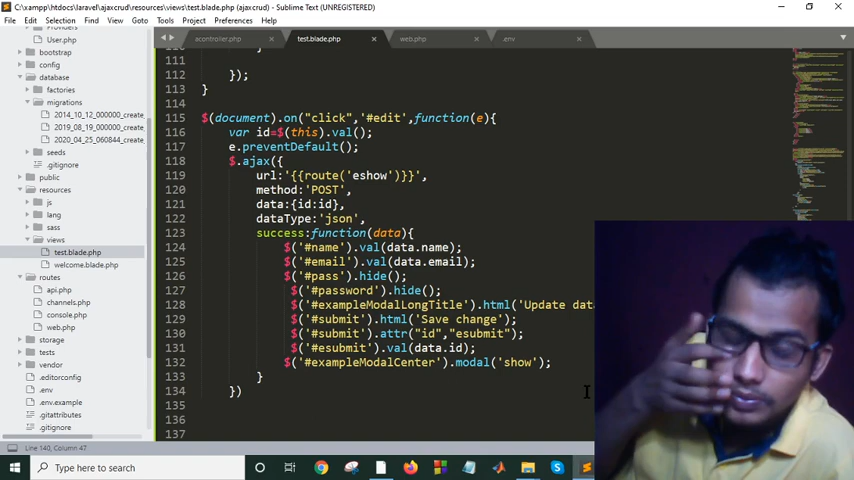 C:\xampp\htdocs\laravel\ajaxcrud\resources\views\test.blade.php (ajaxcrud) - Sublime Text (UNREGISTERED)
File Edit Selection Find View Goto Tools Project Preferences Help
acontroller.php test.blade.php web.php .env
Providers
User.php
bootstrap
config
database
factories
migrations
2014_10_12_000000_create_
2019_08_19_000000_create_
2020_04_25_060844_create_
seeds
.gitignore
public
resources
js
lang
sass
views
test.blade.php
welcome.blade.php
routes
api.php
channels.php
console.php
web.php
storage
tests
vendor
.editorconfig
.env
.env.example
.gitattributes
.gitignore
110 }
111
112 });
113 }
114
115 $(document).on("click",'#edit',function(e){
116 var id=$(this).val();
117 e.preventDefault();
118 $.ajax({
119 url:'{{route('eshow')}}',
120 method:'POST',
121 data:{id:id},
122 dataType:'json',
123 success:function(data){
124 $('#name').val(data.name);
125 $('#email').val(data.email);
126 $('#pass').hide();
127 $('#password').hide();
128 $('#exampleModalLongTitle').html('Update data
129 $('#submit').html('Save change');
130 $('#submit').attr("id","esubmit");
131 $('#esubmit').val(data.id);
132 $('#exampleModalCenter').modal('show');
133 }
134 })
135
136
137
Line 140, Column 47
Type here to search